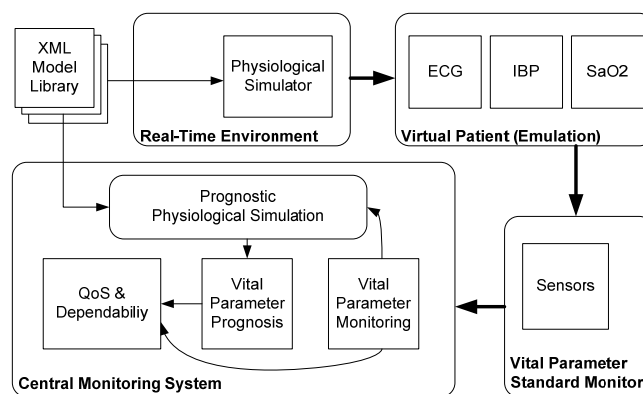 XML
Model
Library
Physiological
Simulator
Real-Time Environment
ECG
IBP
SaO2
Virtual Patient (Emulation)
Prognostic
Physiological Simulation
QoS &
Dependabiliy
Vital
Parameter
Prognosis
Vital
Parameter
Monitoring
Central Monitoring System
Sensors
Vital Parameter
Standard Monitor